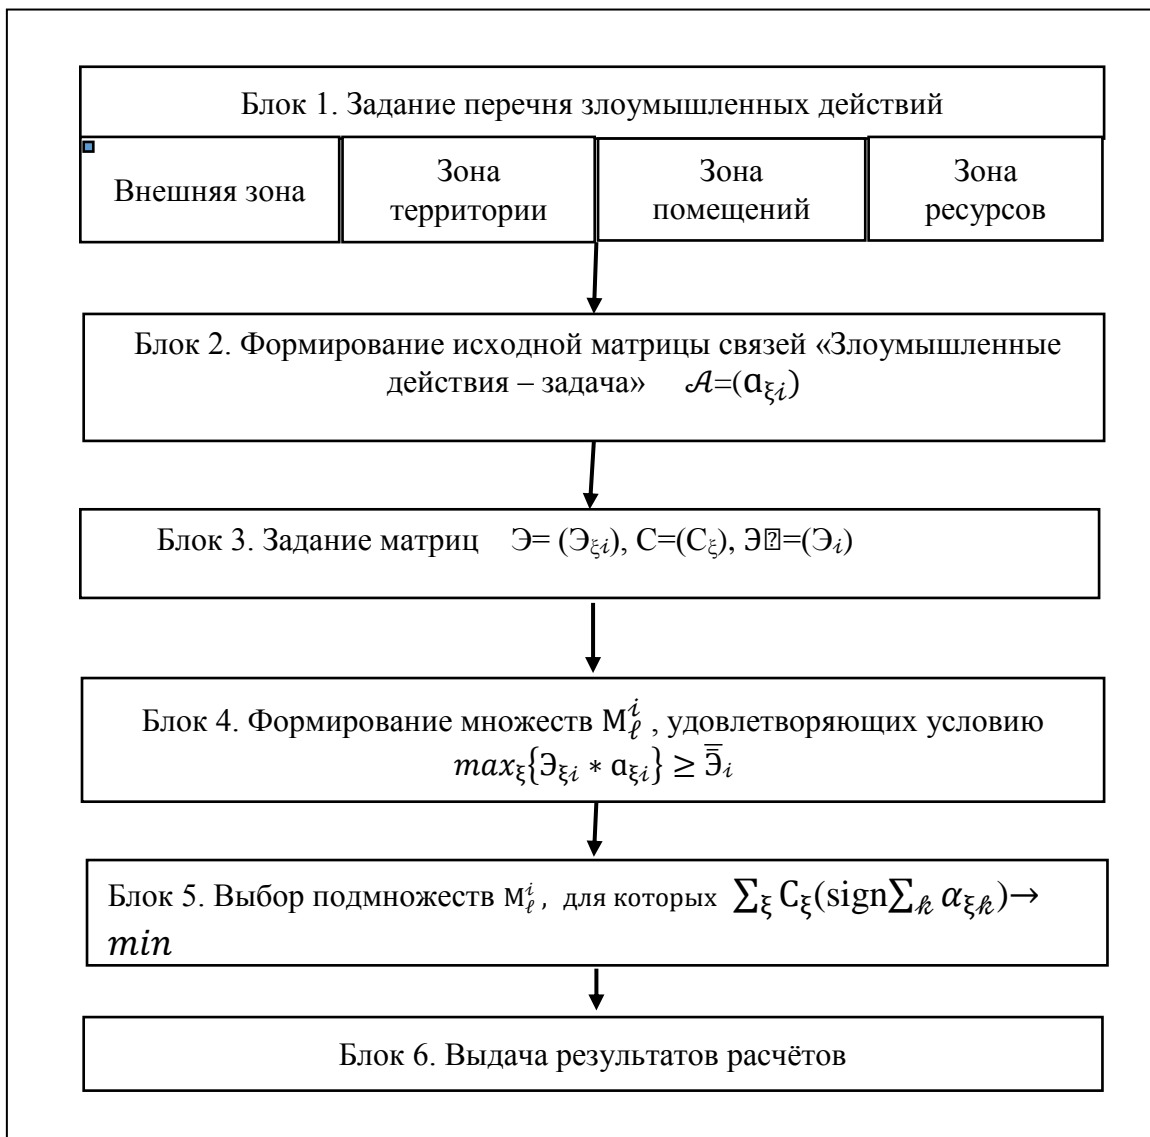 Блок 1. Задание перечня злоумышленных действий
Внешняя зона
Зона
территории
Зона
помещений
Зона
ресурсов
Блок 2. Формирование исходной матрицы связей «Злоумышленные
действия – задача» 𝒜=(ɑ_ξ𝒾)
Блок 3. Задание матриц Э= (Э_ξi), С=(С_ξ), Э⍰=(Э_i)
Блок 4. Формирование множеств М_ℓ^𝒾 , удовлетворяющих условию
max_ξ{Э_ξ𝒾 * ɑ_ξ𝒾} ≥ Э̿_𝒾
Блок 5. Выбор подмножеств М_ℓ^𝒾, для которых ∑_ξ С_ξ(sign∑_𝓀 α_ξ𝓀)→
min
Блок 6. Выдача результатов расчётов